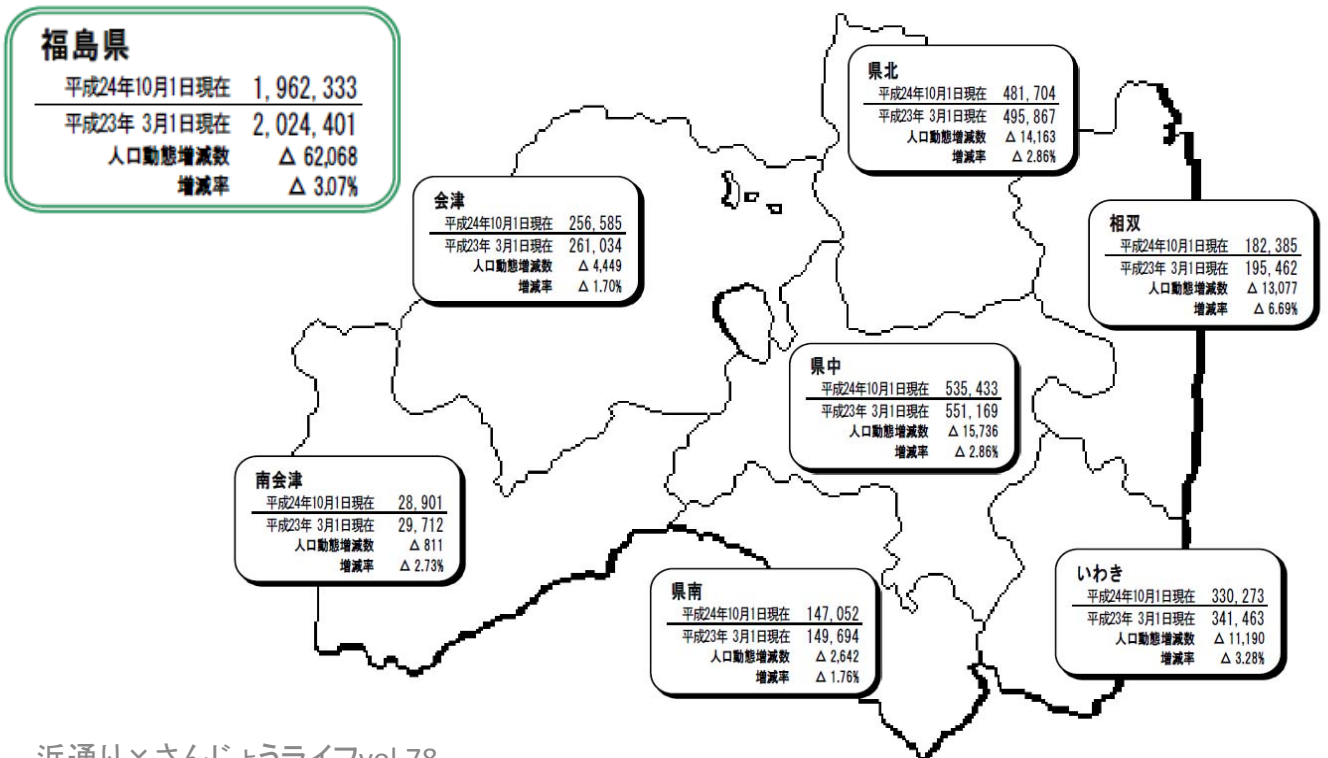 福島県
平成24年10月1日現在 1,962,333
平成23年 3月1日現在 2,024,401
人口動態増減数 △ 62,068
増減率 △ 3.07%
県北
平成24年10月1日現在 481,704
平成23年 3月1日現在 495,867
人口動態増減数 △ 14,163
増減率 △ 2.86%
会津
平成24年10月1日現在 256,585
平成23年 3月1日現在 261,034
人口動態増減数 △ 4,449
増減率 △ 1.70%
相双
平成24年10月1日現在 182,385
平成23年 3月1日現在 195,462
人口動態増減数 △ 13,077
増減率 △ 6.69%
県中
平成24年10月1日現在 535,433
平成23年 3月1日現在 551,169
人口動態増減数 △ 15,736
増減率 △ 2.86%
南会津
平成24年10月1日現在 28,901
平成23年 3月1日現在 29,712
人口動態増減数 △ 811
増減率 △ 2.73%
県南
平成24年10月1日現在 147,052
平成23年 3月1日現在 149,694
人口動態増減数 △ 2,642
増減率 △ 1.76%
いわき
平成24年10月1日現在 330,273
平成23年 3月1日現在 341,463
人口動態増減数 △ 11,190
増減率 △ 3.28%
浜通り×さんじょうライフvol.78